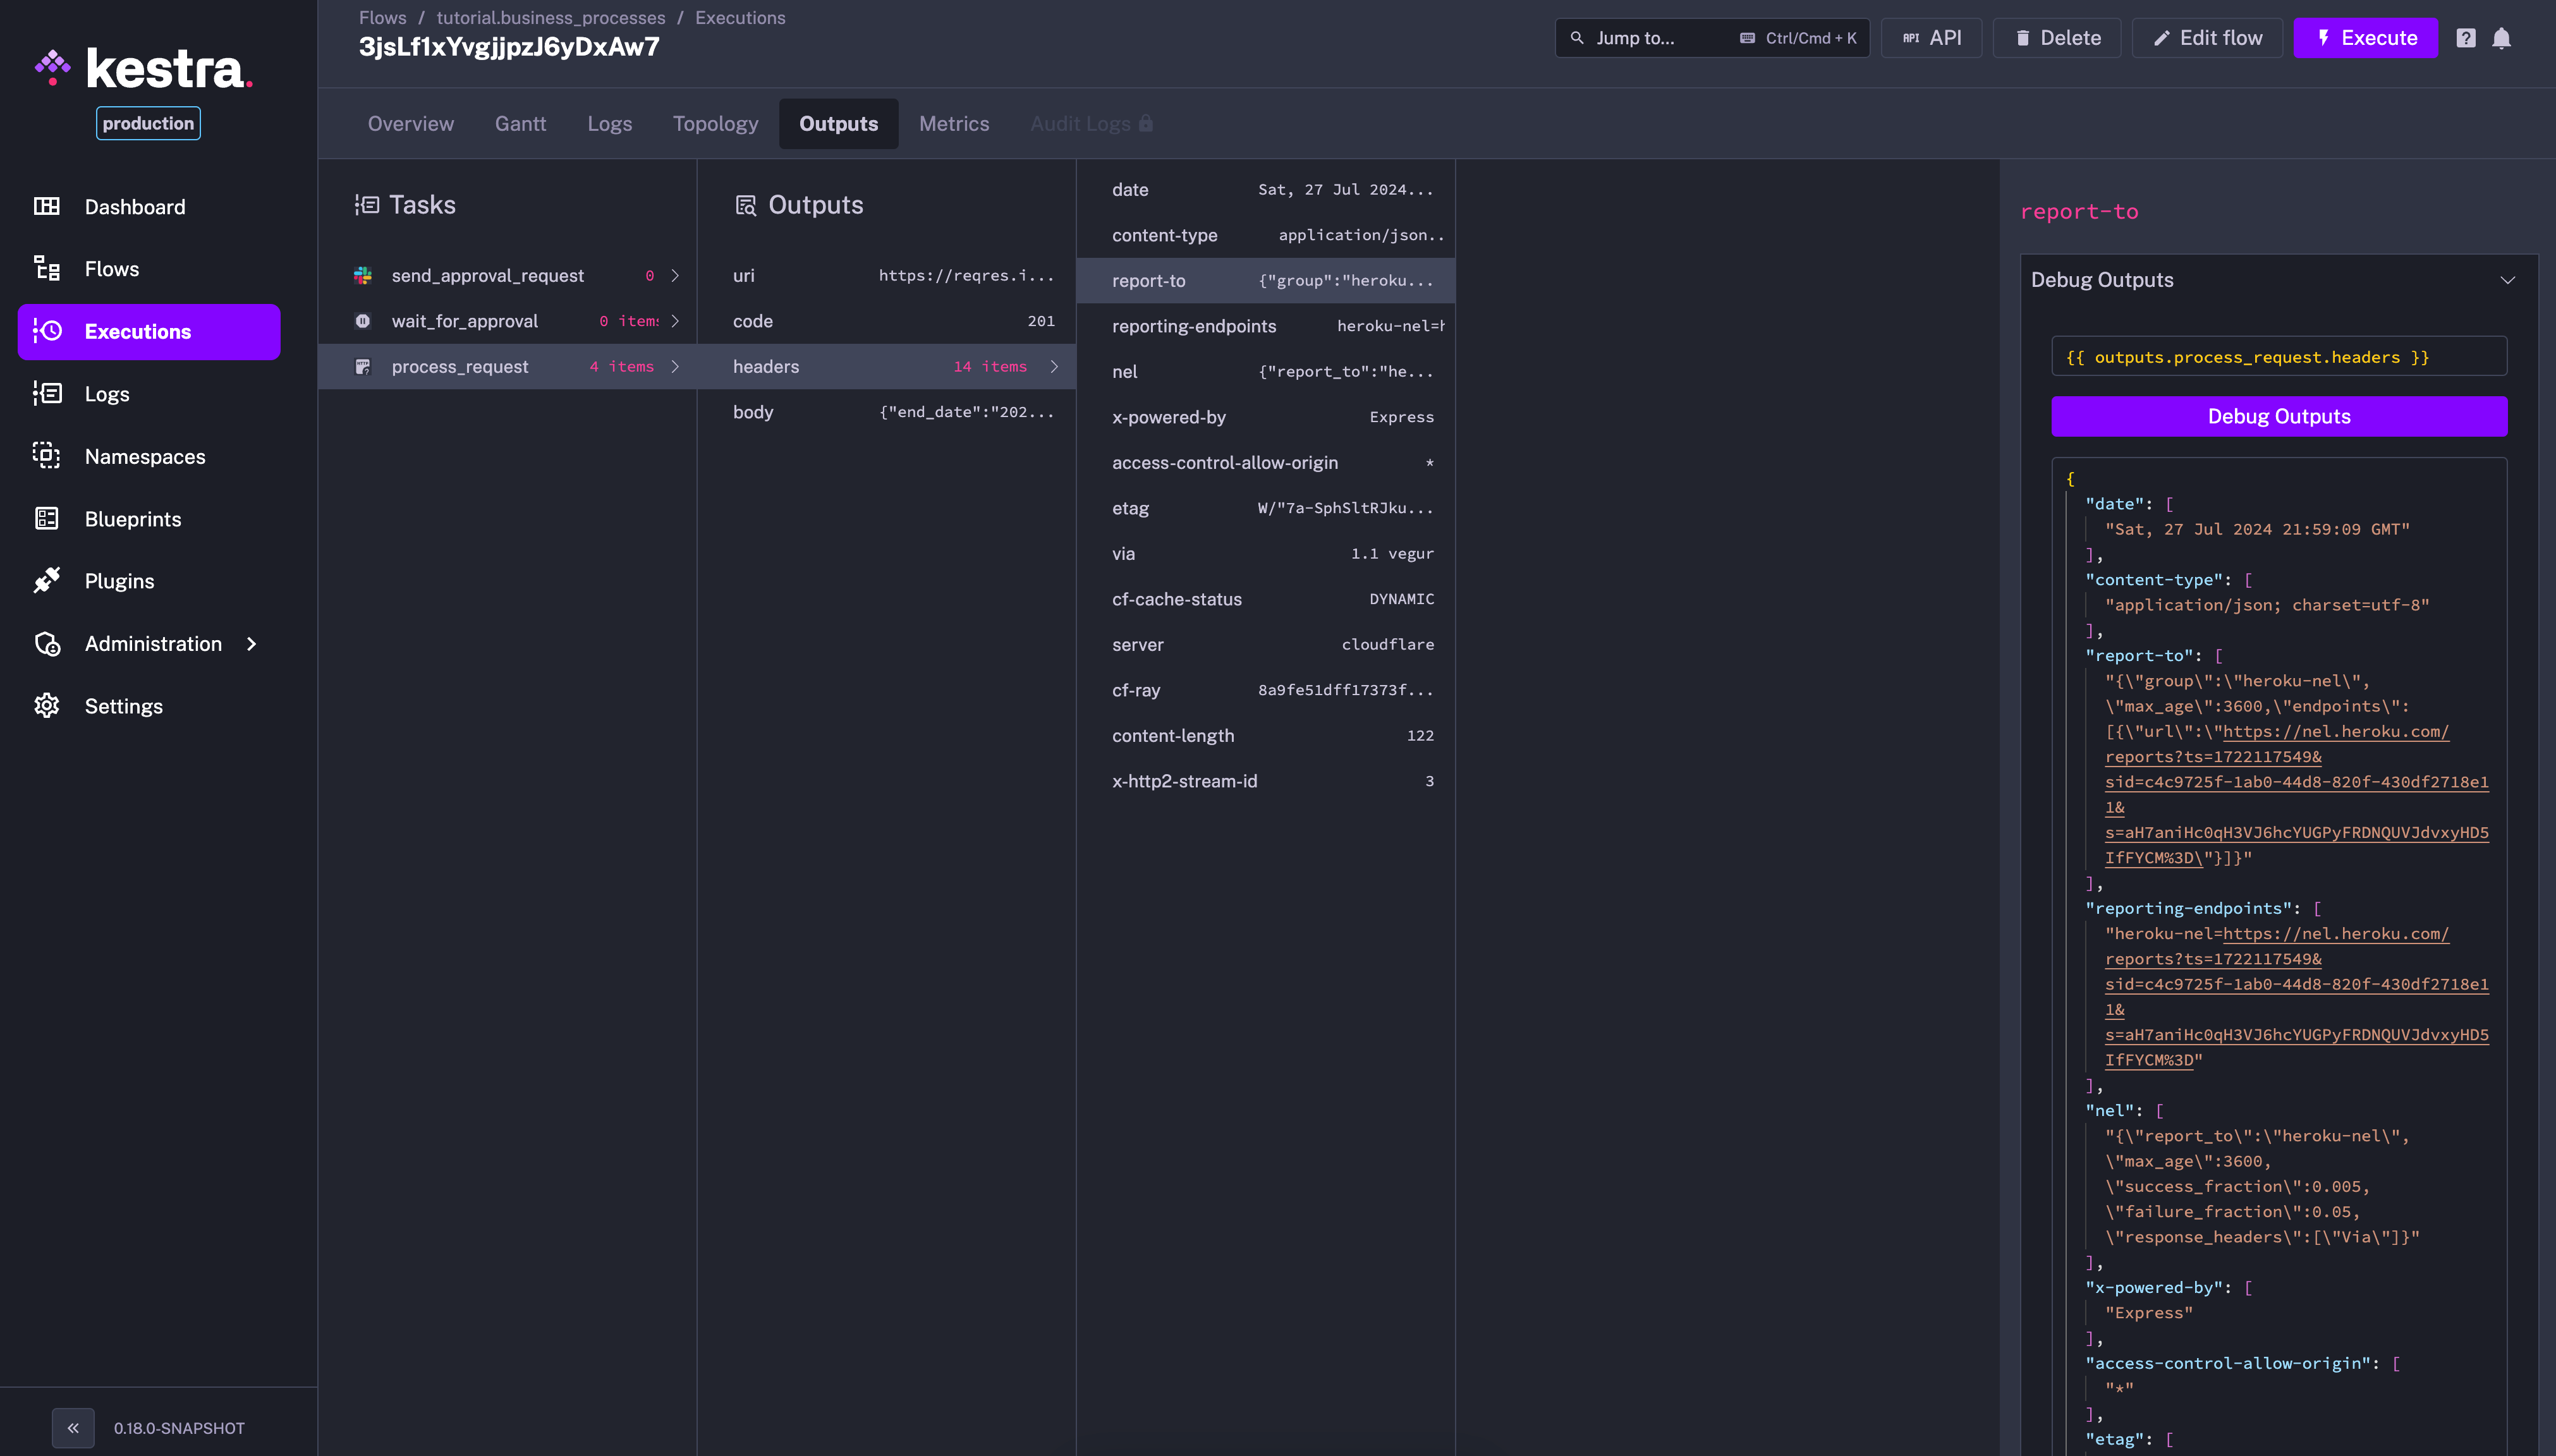 kestra.
production
Dashboard
Flows
Executions
Logs
Namespaces
Blueprints
Plugins
Administration
Settings
0.18.0-SNAPSHOT
Flows / tutorial.business_processes / Executions
3jsLf1xYvgjjpzJ6yDxAw7
Jump to... Ctrl/Cmd + K
API API
Delete
Edit flow
Execute
Overview Gantt Logs Topology Outputs Metrics Audit Logs
Tasks
send_approval_request 0
wait_for_approval 0 items
process_request 4 items
Outputs
uri https://reqres.i...
code 201
headers 14 items
body {"end_date":"202...
date Sat, 27 Jul 2024...
content-type application/json..
report-to {"group":"heroku...
reporting-endpoints heroku-nel=h
nel {"report_to":"he...
x-powered-by Express
access-control-allow-origin *
etag W/"7a-SphSltRJku...
via 1.1 vegur
cf-cache-status DYNAMIC
server cloudflare
cf-ray 8a9fe51dff17373f...
content-length 122
x-http2-stream-id 3
report-to
Debug Outputs
{{ outputs.process_request.headers }}
Debug Outputs
{
"date": [
"Sat, 27 Jul 2024 21:59:09 GMT"
],
"content-type": [
"application/json; charset=utf-8"
],
"report-to": [
"{\"group\":\"heroku-nel\",
\"max_age\":3600,\"endpoints\":
[{\"url\":\"https://nel.heroku.com/
reports?ts=1722117549&
sid=c4c9725f-1ab0-44d8-820f-430df2718e1
1&
s=aH7aniHc0qH3VJ6hcYUGPyFRDNQUVJdvxyHD5
IfFYCM%3D\"}]}"
],
"reporting-endpoints": [
"heroku-nel=https://nel.heroku.com/
reports?ts=1722117549&
sid=c4c9725f-1ab0-44d8-820f-430df2718e1
1&
s=aH7aniHc0qH3VJ6hcYUGPyFRDNQUVJdvxyHD5
IfFYCM%3D"
],
"nel": [
"{\"report_to\":\"heroku-nel\",
\"max_age\":3600,
\"success_fraction\":0.005,
\"failure_fraction\":0.05,
\"response_headers\":[\"Via\"]}"
],
"x-powered-by": [
"Express"
],
"access-control-allow-origin": [
"*"
],
"etag": [